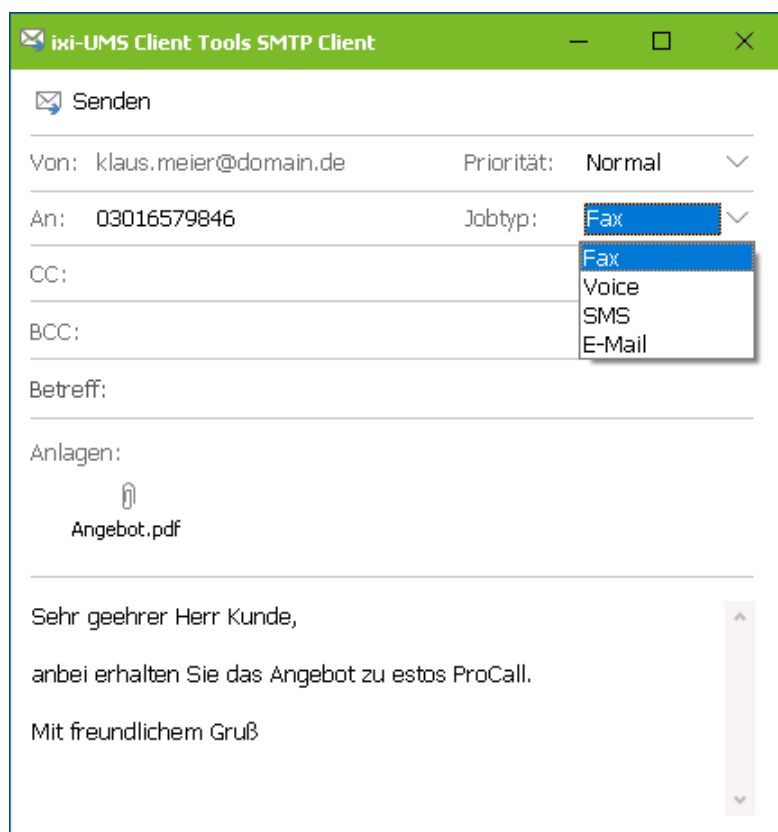 ixi-UMS Client Tools SMTP Client
Senden
Von: klaus.meier@domain.de Priorität: Normal
An: 03016579846 Jobtyp: Fax
Fax
Voice
SMS
E-Mail
CC:
BCC:
Betreff:
Anlagen:
Angebot.pdf
Sehr geehrer Herr Kunde,
anbei erhalten Sie das Angebot zu estos ProCall.
Mit freundlichem Gruß